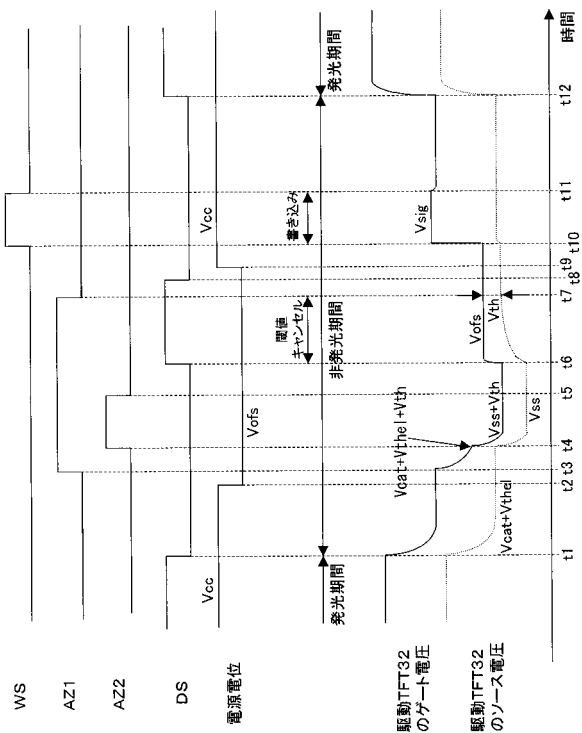 WS
AZ1
AZ2
DS
電源電位
Vcc
Vofs
Vcc
発光期間
非発光期間
発光期間
閾値
キャンセル
書き込み
駆動TFT32
のゲート電圧
駆動TFT32
のソース電圧
Vcat+Vthel+Vth
Vcat+Vthel
Vss+Vth
Vss
Vofs
Vth
Vsig
t1
t2
t3
t4
t5
t6
t7
t8
t9
t10
t11
t12
時間